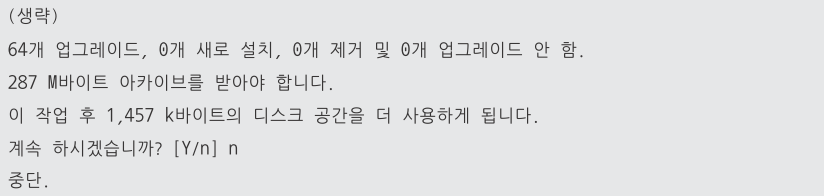 (생략)
64개 업그레이드, 0개 새로 설치, 0개 제거 및 0개 업그레이드 안 함.
287 M바이트 아카이브를 받아야 합니다.
이 작업 후 1,457 k바이트의 디스크 공간을 더 사용하게 됩니다.
계속 하시겠습니까? [Y/n] n
중단.